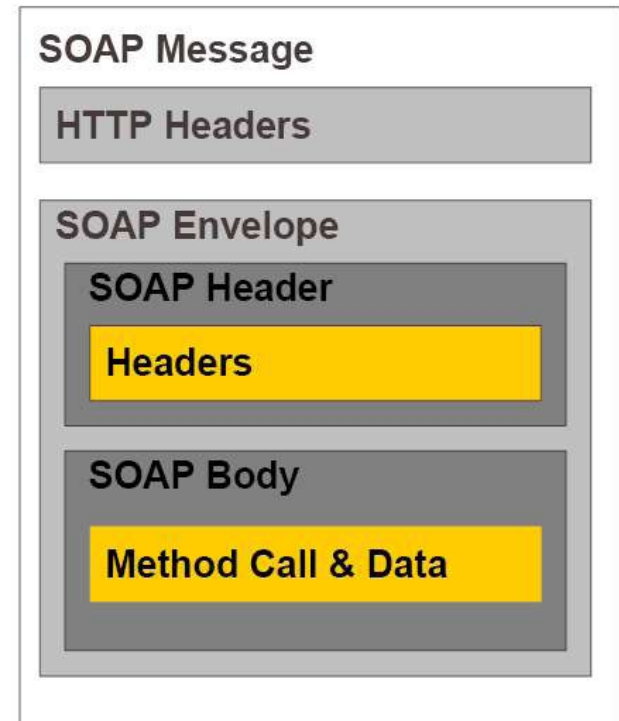 SOAP Message
HTTP Headers
SOAP Envelope
SOAP Header
Headers
SOAP Body
Method Call & Data